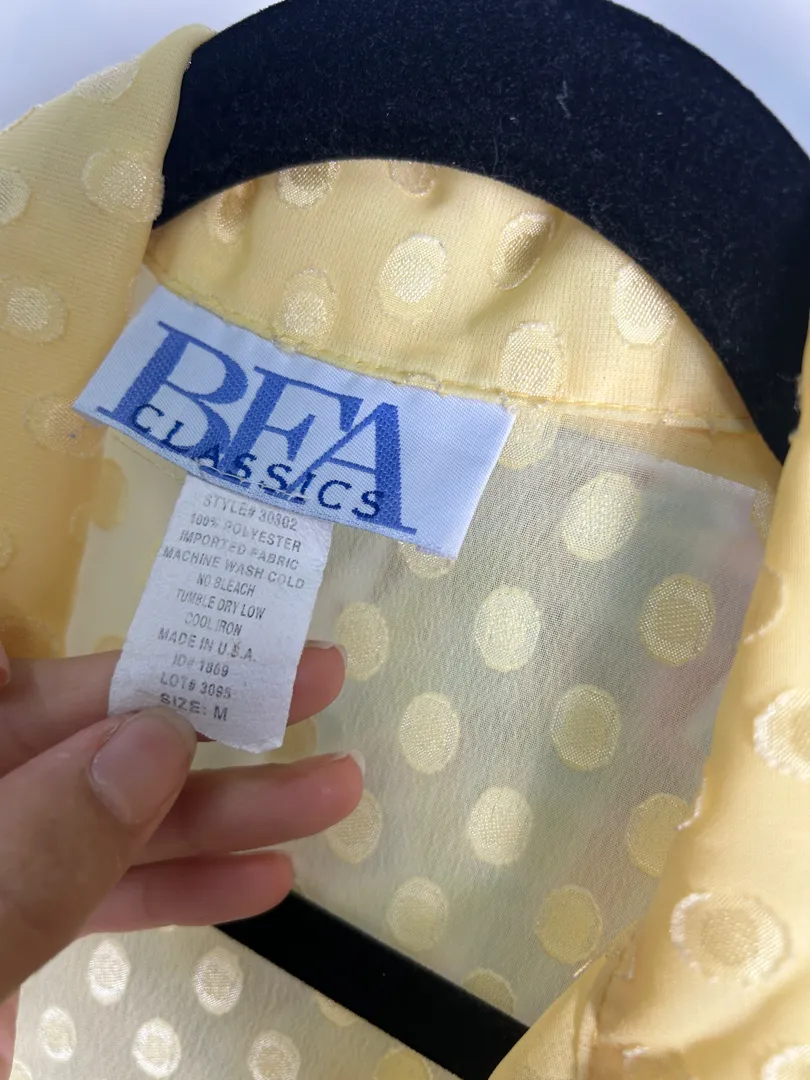 BFA
CLASSICS
STYLE# 30302
100% POLYESTER
IMPORTED FABRIC
MACHINE WASH COLD
NO BLEACH
TUMBLE DRY LOW
COOL IRON
MADE IN U.S.A.
ID# 1869
LOT# 3095
SIZE: M